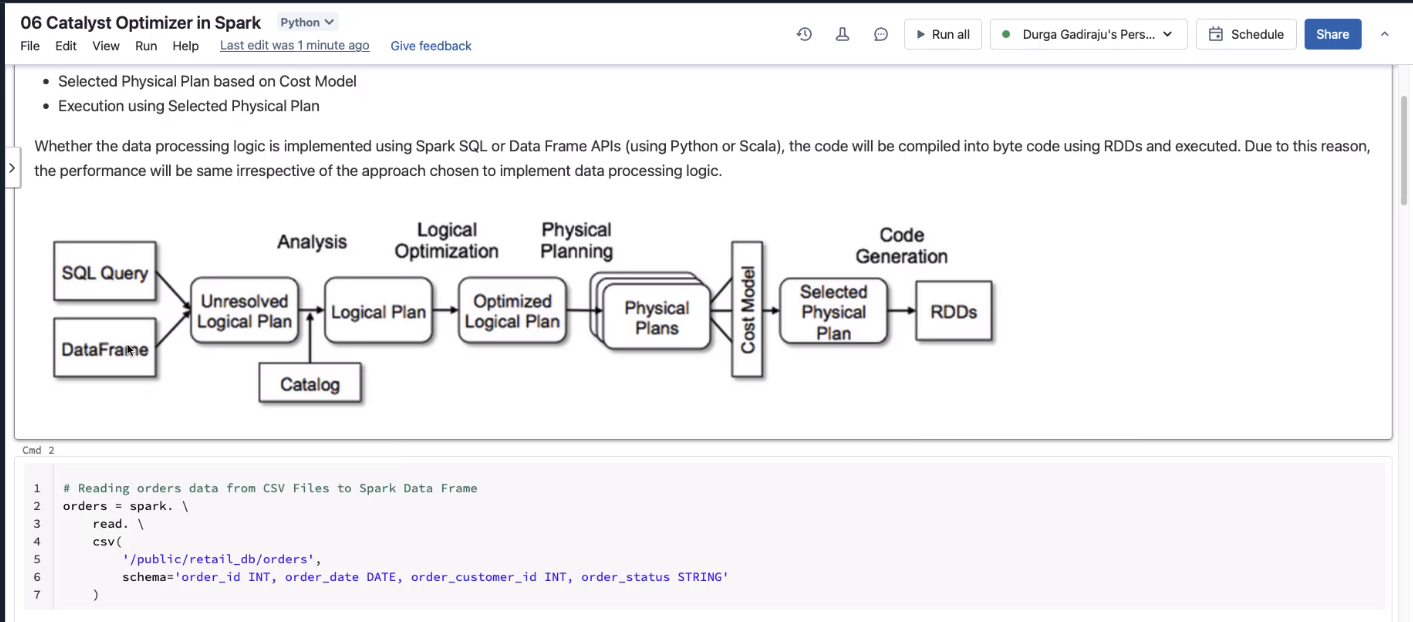 06 Catalyst Optimizer in Spark Python
File Edit View Run Help Last edit was 1 minute ago Give feedback
Run all Durga Gadiraju's Pers... Schedule Share
• Selected Physical Plan based on Cost Model
• Execution using Selected Physical Plan
Whether the data processing logic is implemented using Spark SQL or Data Frame APIs (using Python or Scala), the code will be compiled into byte code using RDDs and executed. Due to this reason,
the performance will be same irrespective of the approach chosen to implement data processing logic.
Analysis
Logical
Optimization
Physical
Planning
Code
Generation
SQL Query
DataFrame
Unresolved
Logical Plan
Catalog
Logical Plan
Optimized
Logical Plan
Physical
Plans
Cost Model
Selected
Physical
Plan
RDDs
Cmd 2
1 # Reading orders data from CSV Files to Spark Data Frame
2 orders = spark. \
3 read. \
4 csv(
5 '/public/retail_db/orders',
6 schema='order_id INT, order_date DATE, order_customer_id INT, order_status STRING'
7 )